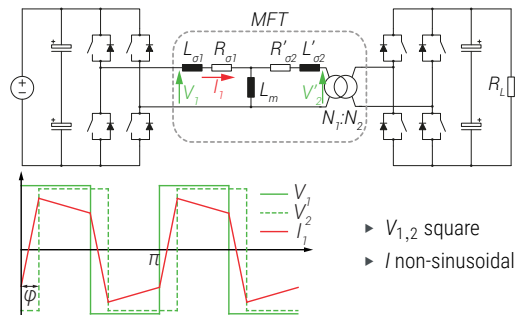 MFT
Lσ1 Rσ1 R'σ2 L'σ2
V1 I1 Lm V'2
N1:N2
RL
V1
V'2
I1
π
φ
▸ V1,2 square
▸ I non-sinusoidal